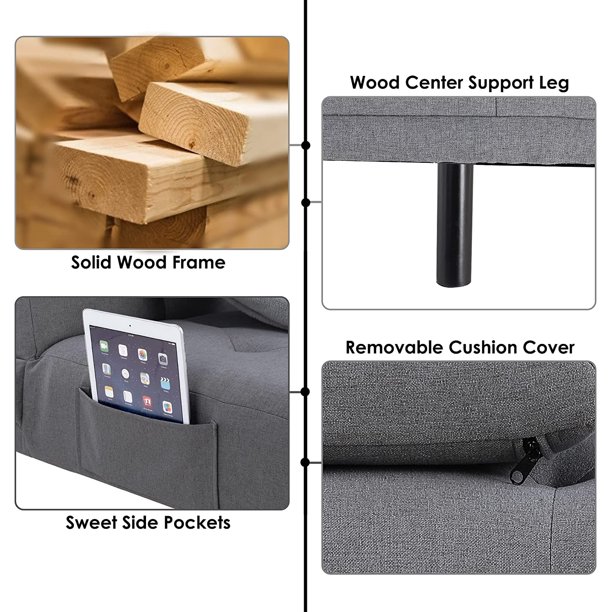 Solid Wood Frame
Wood Center Support Leg
Sweet Side Pockets
Removable Cushion Cover